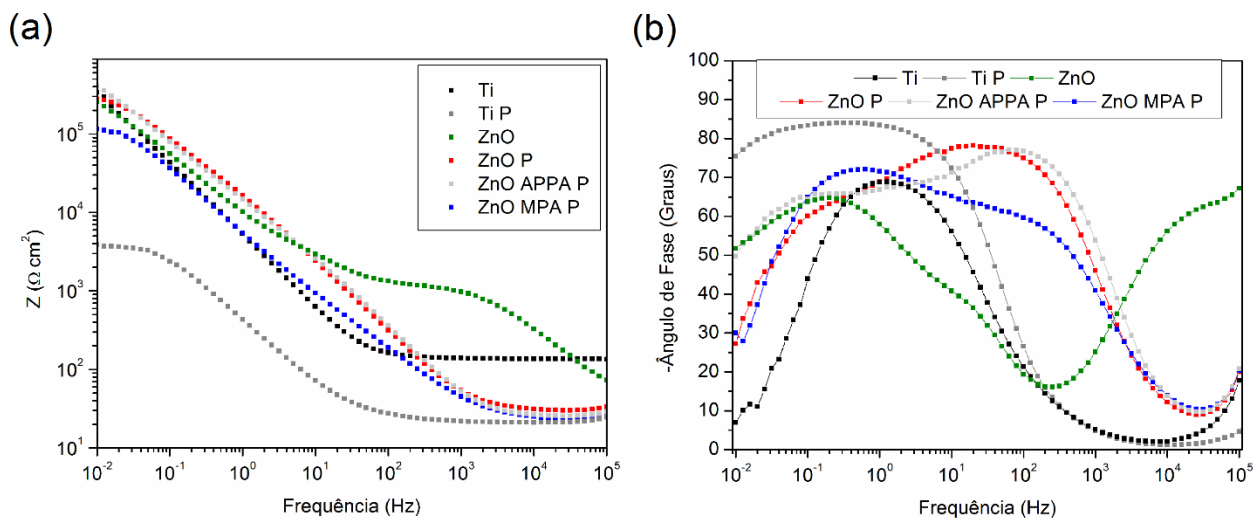 (a)
Z (Ω cm²)
10⁵
10⁴
10³
10²
10¹
10⁻² 10⁻¹ 10⁰ 10¹ 10² 10³ 10⁴ 10⁵
Frequência (Hz)
Ti
Ti P
ZnO
ZnO P
ZnO APPA P
ZnO MPA P
(b)
-Ângulo de Fase (Graus)
100
90
80
70
60
50
40
30
20
10
0
10⁻² 10⁻¹ 10⁰ 10¹ 10² 10³ 10⁴ 10⁵
Frequência (Hz)
Ti Ti P ZnO
ZnO P ZnO APPA P ZnO MPA P